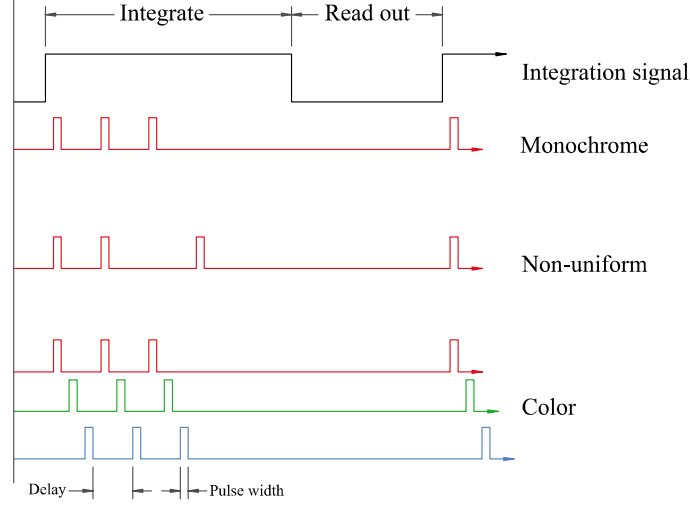 Integrate
Read out
Integration signal
Monochrome
Non-uniform
Color
Delay
Pulse width